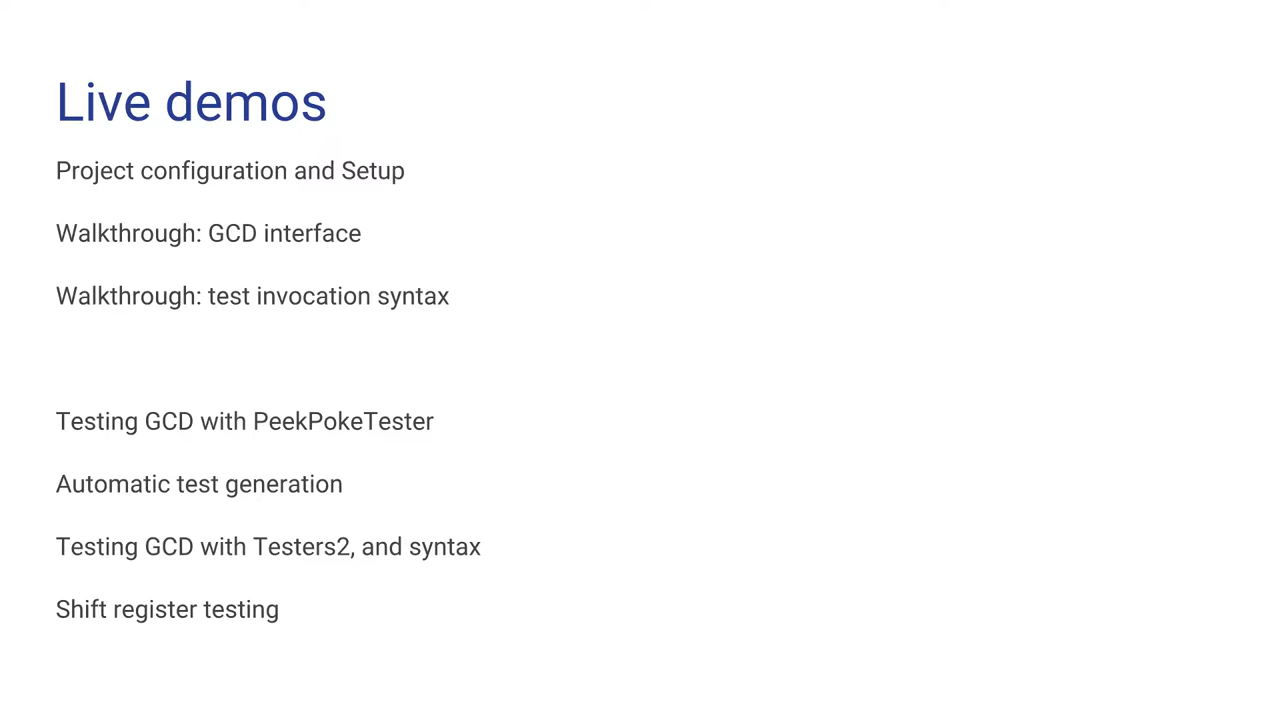 Live demos
Project configuration and Setup
Walkthrough: GCD interface
Walkthrough: test invocation syntax
Testing GCD with PeekPokeTester
Automatic test generation
Testing GCD with Testers2, and syntax
Shift register testing